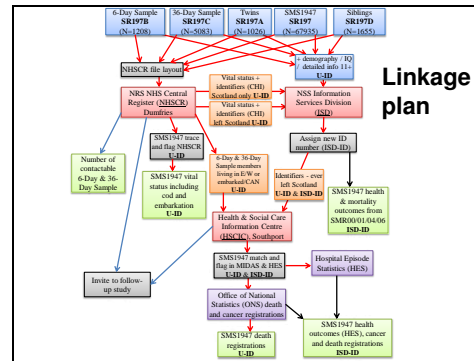 6-Day Sample
SR197B
(N=1208)
36-Day Sample
SR197C
(N=5083)
Twins
SR197A
(N=1026)
SMS1947
SR197
(N=67935)
Siblings
SR197D
(N=1655)
NHSCR file layout
+ demography / IQ /
detailed info 11+
U-ID
Linkage
plan
NRS NHS Central
Register (NHSCR)
Dumfries
Vital status +
identifiers (CHI)
Scotland only U-ID
Vital status +
identifiers (CHI)
left Scotland U-ID
NSS Information
Services Division
(ISD)
SMS1947 trace
and flag NHSCR
U-ID
Assign new ID
number (ISD-ID)
Number of
contactable
6-Day & 36-
Day Sample
SMS1947 vital
status including
cod and
embarkation
U-ID
6-Day & 36-Day
Sample members
living in E/W or
embarked/CAN
U-ID
Identifiers - ever
left Scotland
U-ID & ISD-ID
SMS1947 health
& mortality
outcomes from
SMR00/01/04/06
ISD-ID
Health & Social Care
Information Centre
(HSCIC), Southport
SMS1947 match and
flag in MIDAS & HES
U-ID & ISD-ID
Hospital Episode
Statistics (HES)
Invite to follow-
up study
Office of National
Statistics (ONS) death
and cancer registrations
SMS1947 death
registrations
U-ID
SMS1947 health
outcomes (HES), cancer
and death registrations
ISD-ID